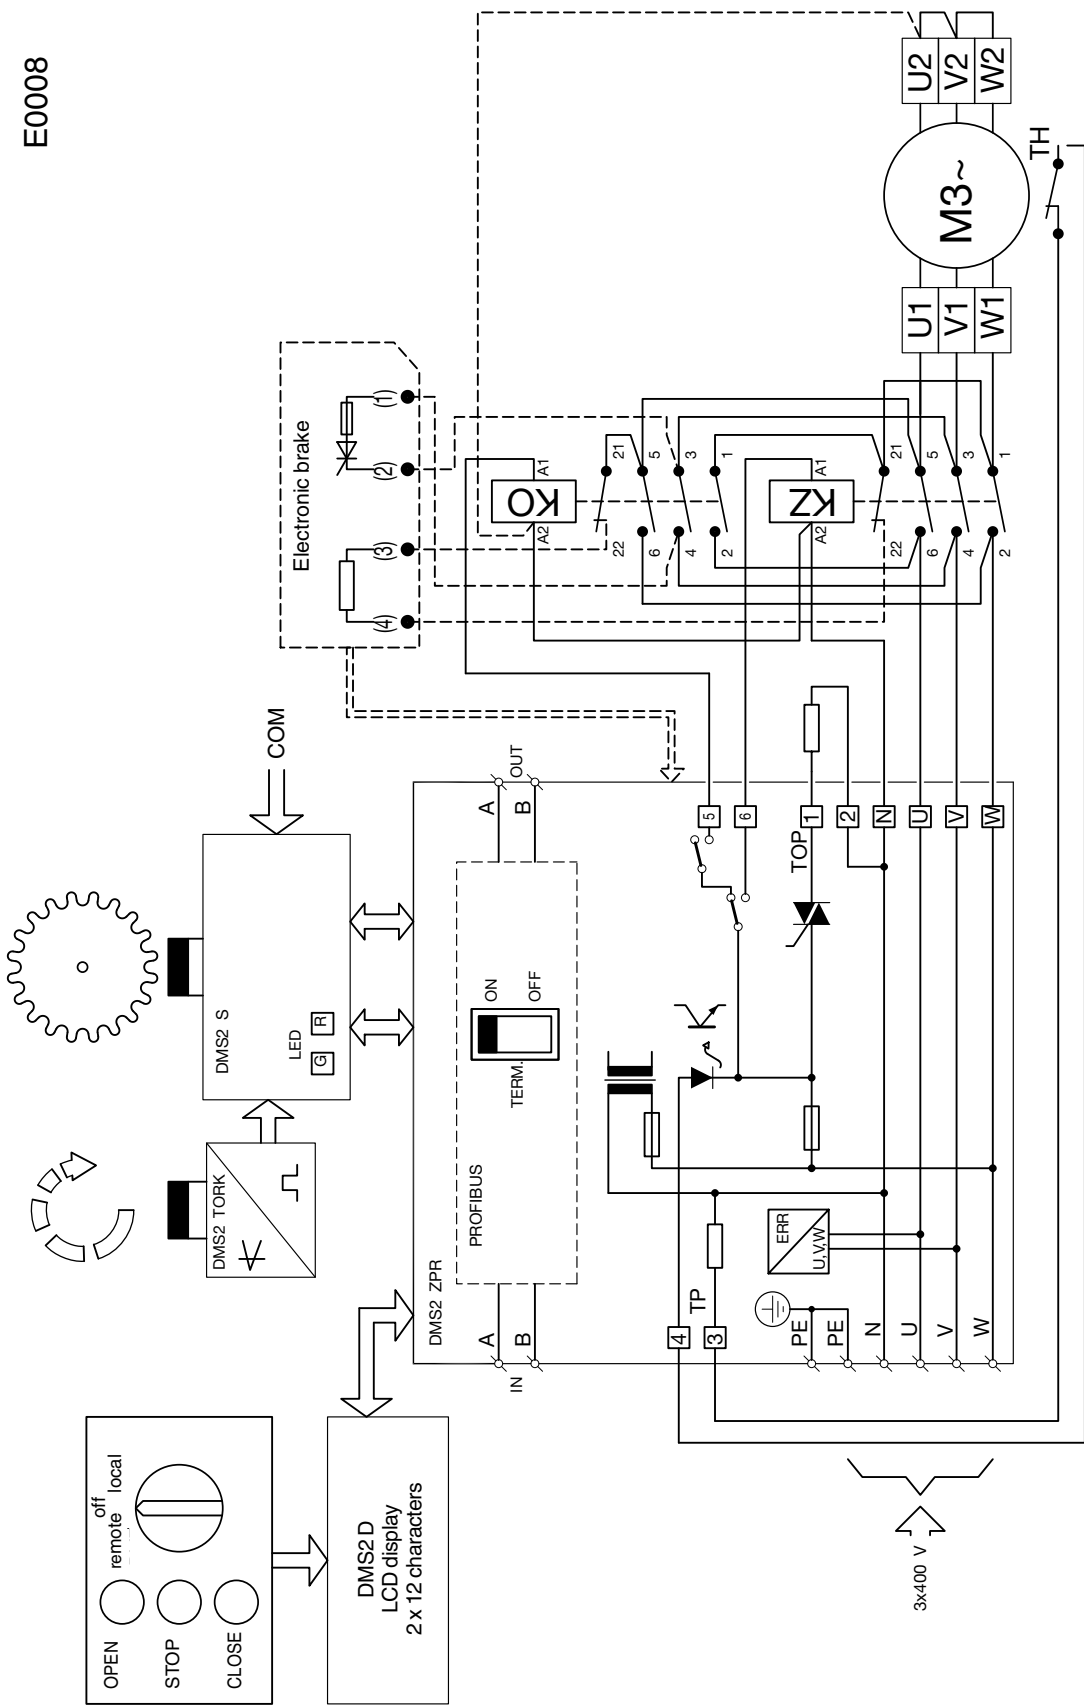 E0008
OPEN
STOP
CLOSE
remote
off
local
DMS2 D
LCD display
2 x 12 characters
DMS2 TORK
DMS2 S
LED
G
R
COM
DMS2 ZPR
PROFIBUS
TERM.
ON
OFF
A
B
IN
A
B
OUT
Electronic brake
(4)
(3)
(2)
(1)
4
3
TP
5
6
TOP
1
2
N
U
V
W
ERR
U,V,W
PE
PE
N
U
V
W
3x400 V
KO
A2
A1
22
21
6
5
4
3
2
1
KZ
A2
A1
22
21
6
5
4
3
2
1
U1
V1
W1
M3~
U2
V2
W2
TH